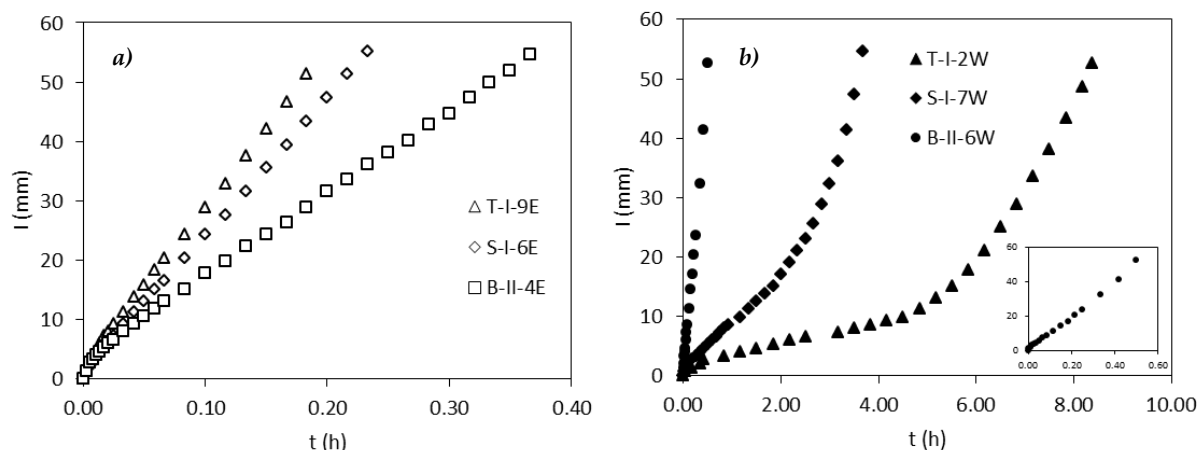 a)
I (mm)
60
50
40
30
20
10
0
T-I-9E
S-I-6E
B-II-4E
0.00 0.10 0.20 0.30 0.40
t (h)
b)
I (mm)
60
50
40
30
20
10
0
T-I-2W
S-I-7W
B-II-6W
60
40
20
0
0.00 0.20 0.40 0.60
0.00 2.00 4.00 6.00 8.00 10.00
t (h)